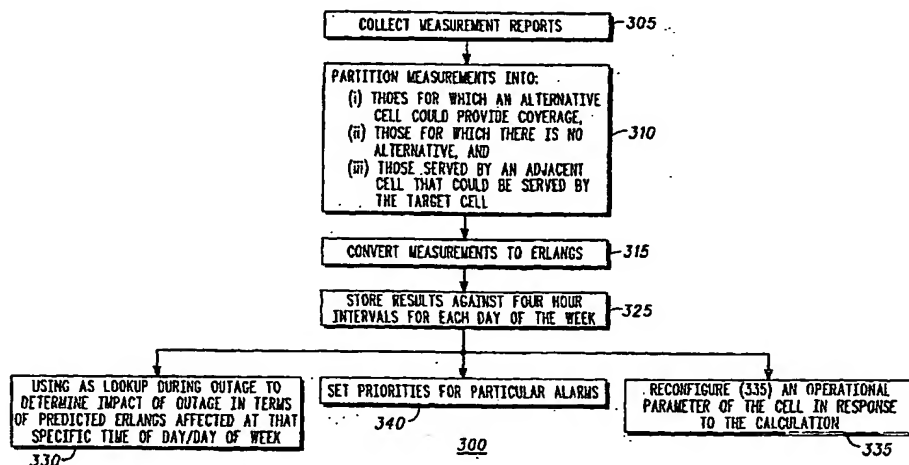 COLLECT MEASUREMENT REPORTS
305
PARTITION MEASUREMENTS INTO:
(i) THOES FOR WHICH AN ALTERNATIVE
CELL COULD PROVIDE COVERAGE,
(ii) THOSE FOR WHICH THERE IS NO
ALTERNATIVE, AND
(iii) THOSE SERVED BY AN ADJACENT
CELL THAT COULD BE SERVED BY
THE TARGET CELL
310
CONVERT MEASUREMENTS TO ERLANGS
315
STORE RESULTS AGAINST FOUR HOUR
INTERVALS FOR EACH DAY OF THE WEEK
325
USING AS LOOKUP DURING OUTAGE TO
DETERMINE IMPACT OF OUTAGE IN TERMS
OF PREDICTED ERLANGS AFFECTED AT THAT
SPECIFIC TIME OF DAY/DAY OF WEEK
330
SET PRIORITIES FOR PARTICULAR ALARMS
340
RECONFIGURE (335) AN OPERATIONAL
PARAMETER OF THE CELL IN RESPONSE
TO THE CALCULATION
335
300